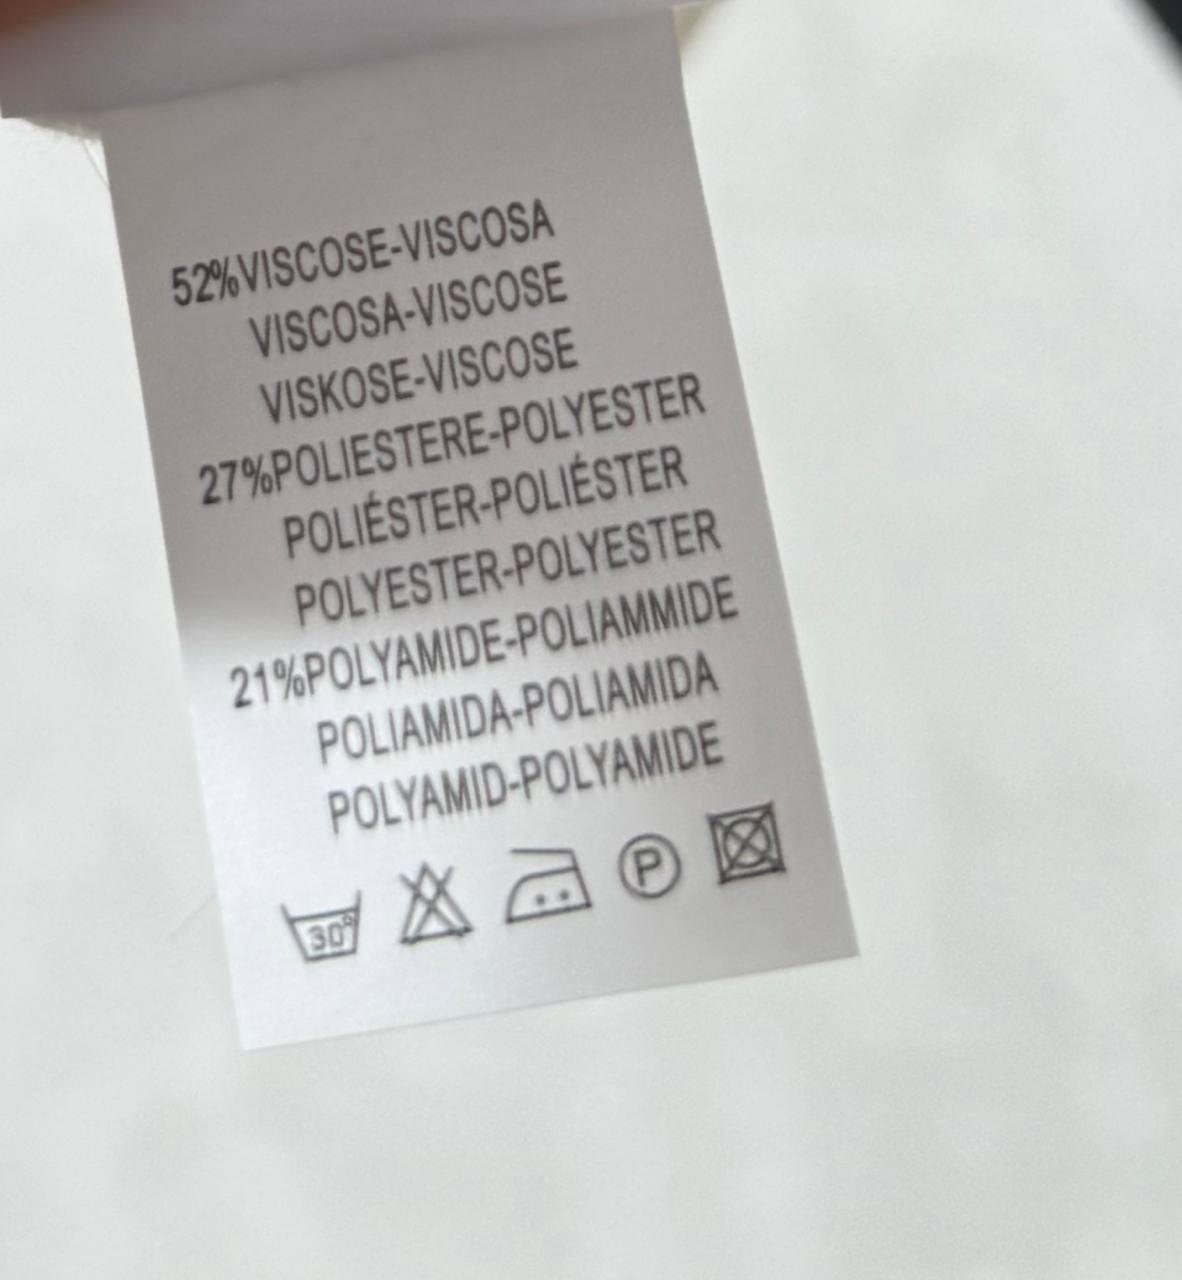 52%VISCOSE-VISCOSA
VISCOSA-VISCOSE
VISKOSE-VISCOSE
27%POLIESTERE-POLYESTER
POLIÉSTER-POLIÉSTER
POLYESTER-POLYESTER
21%POLYAMIDE-POLIAMMIDE
POLIAMIDA-POLIAMIDA
POLYAMID-POLYAMIDE
30° P